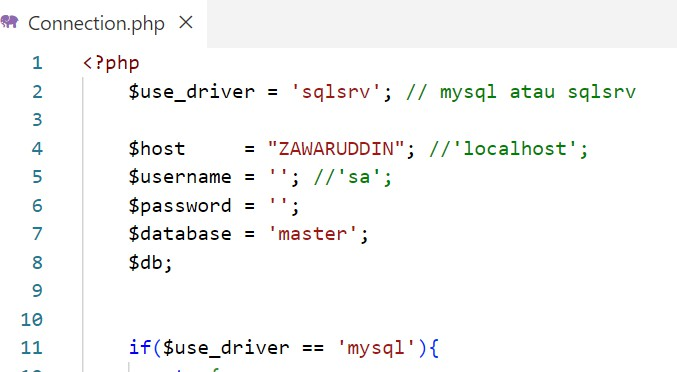 Connection.php
1 <?php
2 $use_driver = 'sqlsrv'; // mysql atau sqlsrv
3
4 $host     = "ZAWARUDDIN"; //'localhost';
5 $username = ''; //'sa';
6 $password = '';
7 $database = 'master';
8 $db;
9
10
11 if($use_driver == 'mysql'){